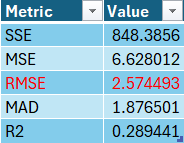 Metric Value
SSE 848.3856
MSE 6.628012
RMSE 2.574493
MAD 1.876501
R2 0.289441